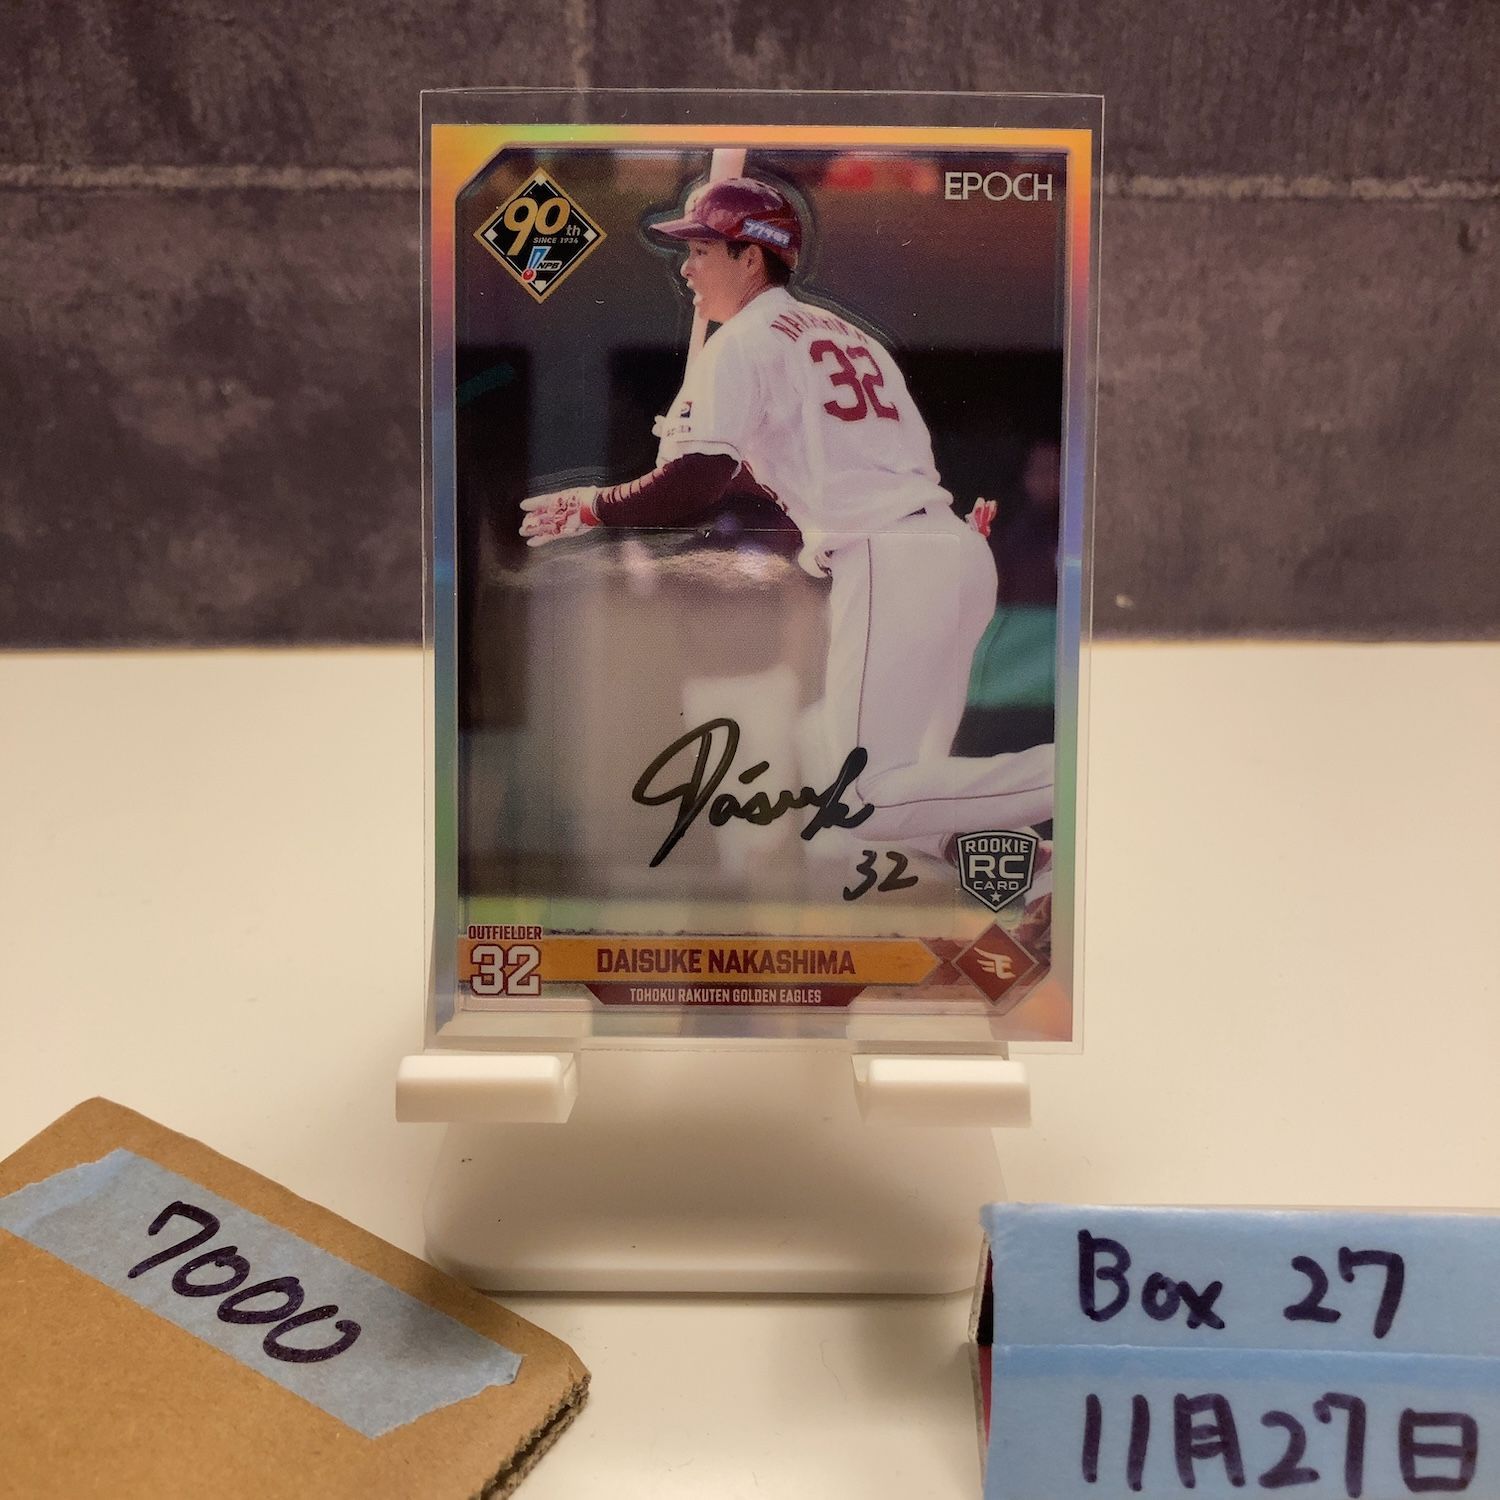 EPOCH
90th
SINCE 1936
NPB
32
Dasuk
32
ROOKIE
RC
CARD
OUTFIELDER
32
DAISUKE NAKASHIMA
TOHOKU RAKUTEN GOLDEN EAGLES
7000
Box 27
11月27日